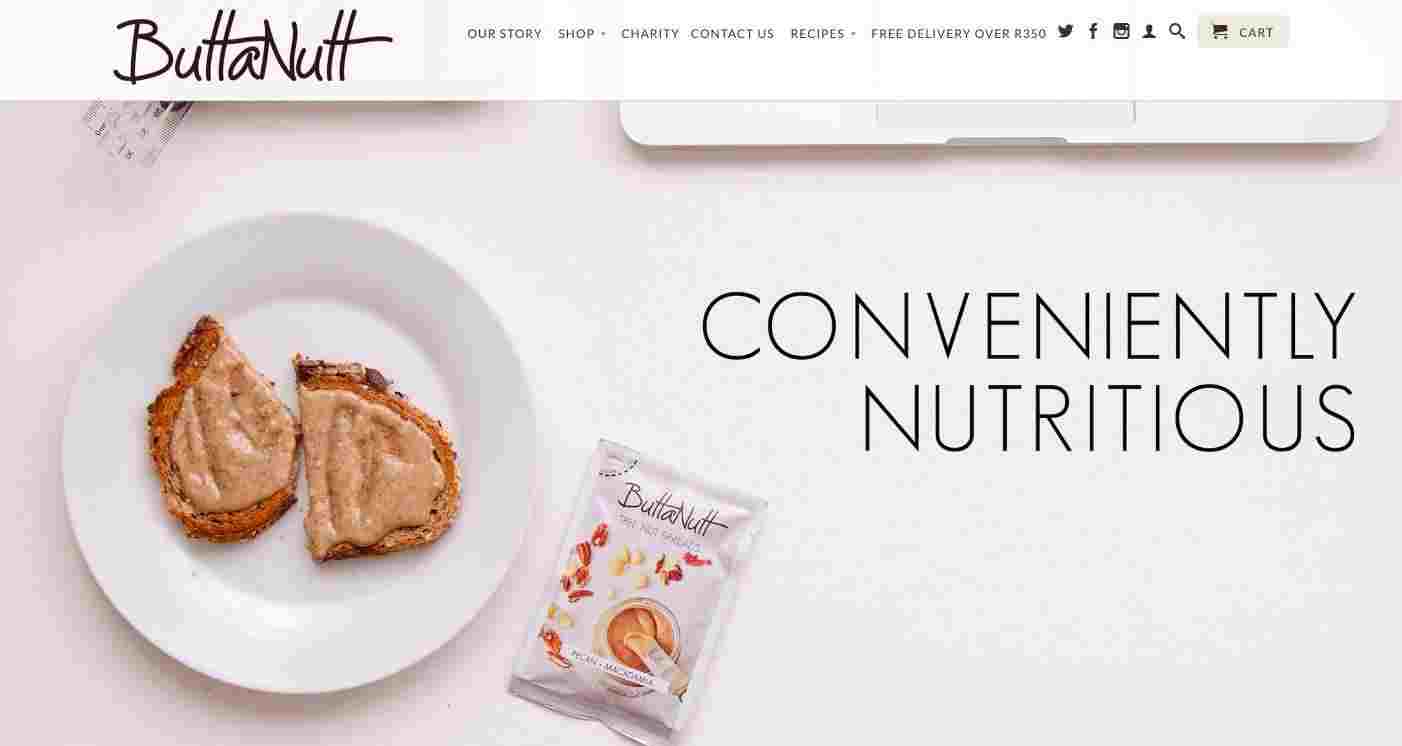 ButtaNutt
OUR STORY SHOP CHARITY CONTACT US RECIPES FREE DELIVERY OVER R350 CART
CONVENIENTLY
NUTRITIOUS
ButtaNutt
TREE NUT SPREADS
PECAN - MACADAMIA